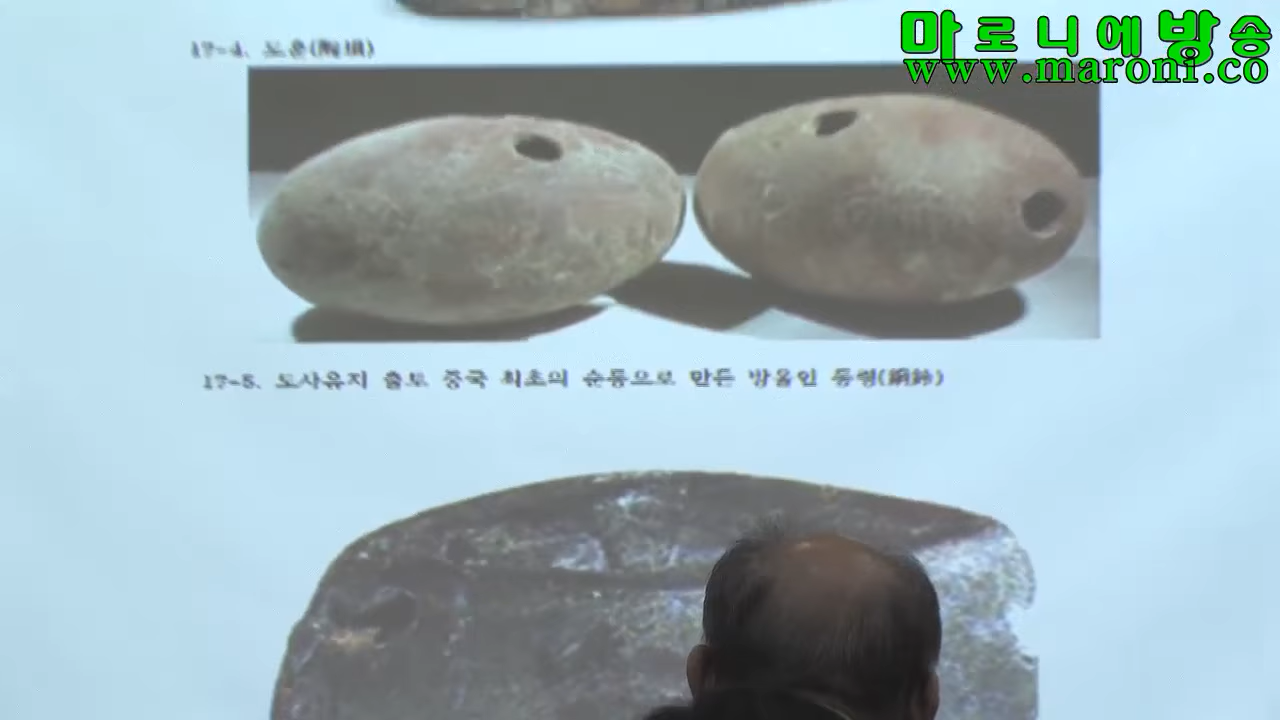 마로니에방송
www.maroni.co
17-4. 도훈(陶塤)
17-5. 도사유지 출토 중국 최초의 순동으로 만든 방울인 동령(銅鈴)